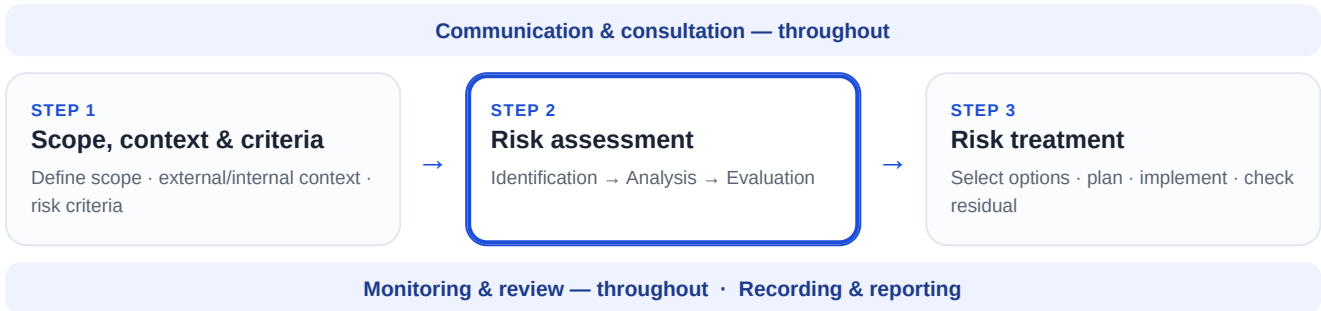 Communication & consultation — throughout
STEP 1
Scope, context & criteria
Define scope · external/internal context ·
risk criteria
→
STEP 2
Risk assessment
Identification → Analysis → Evaluation
→
STEP 3
Risk treatment
Select options · plan · implement · check
residual
Monitoring & review — throughout · Recording & reporting